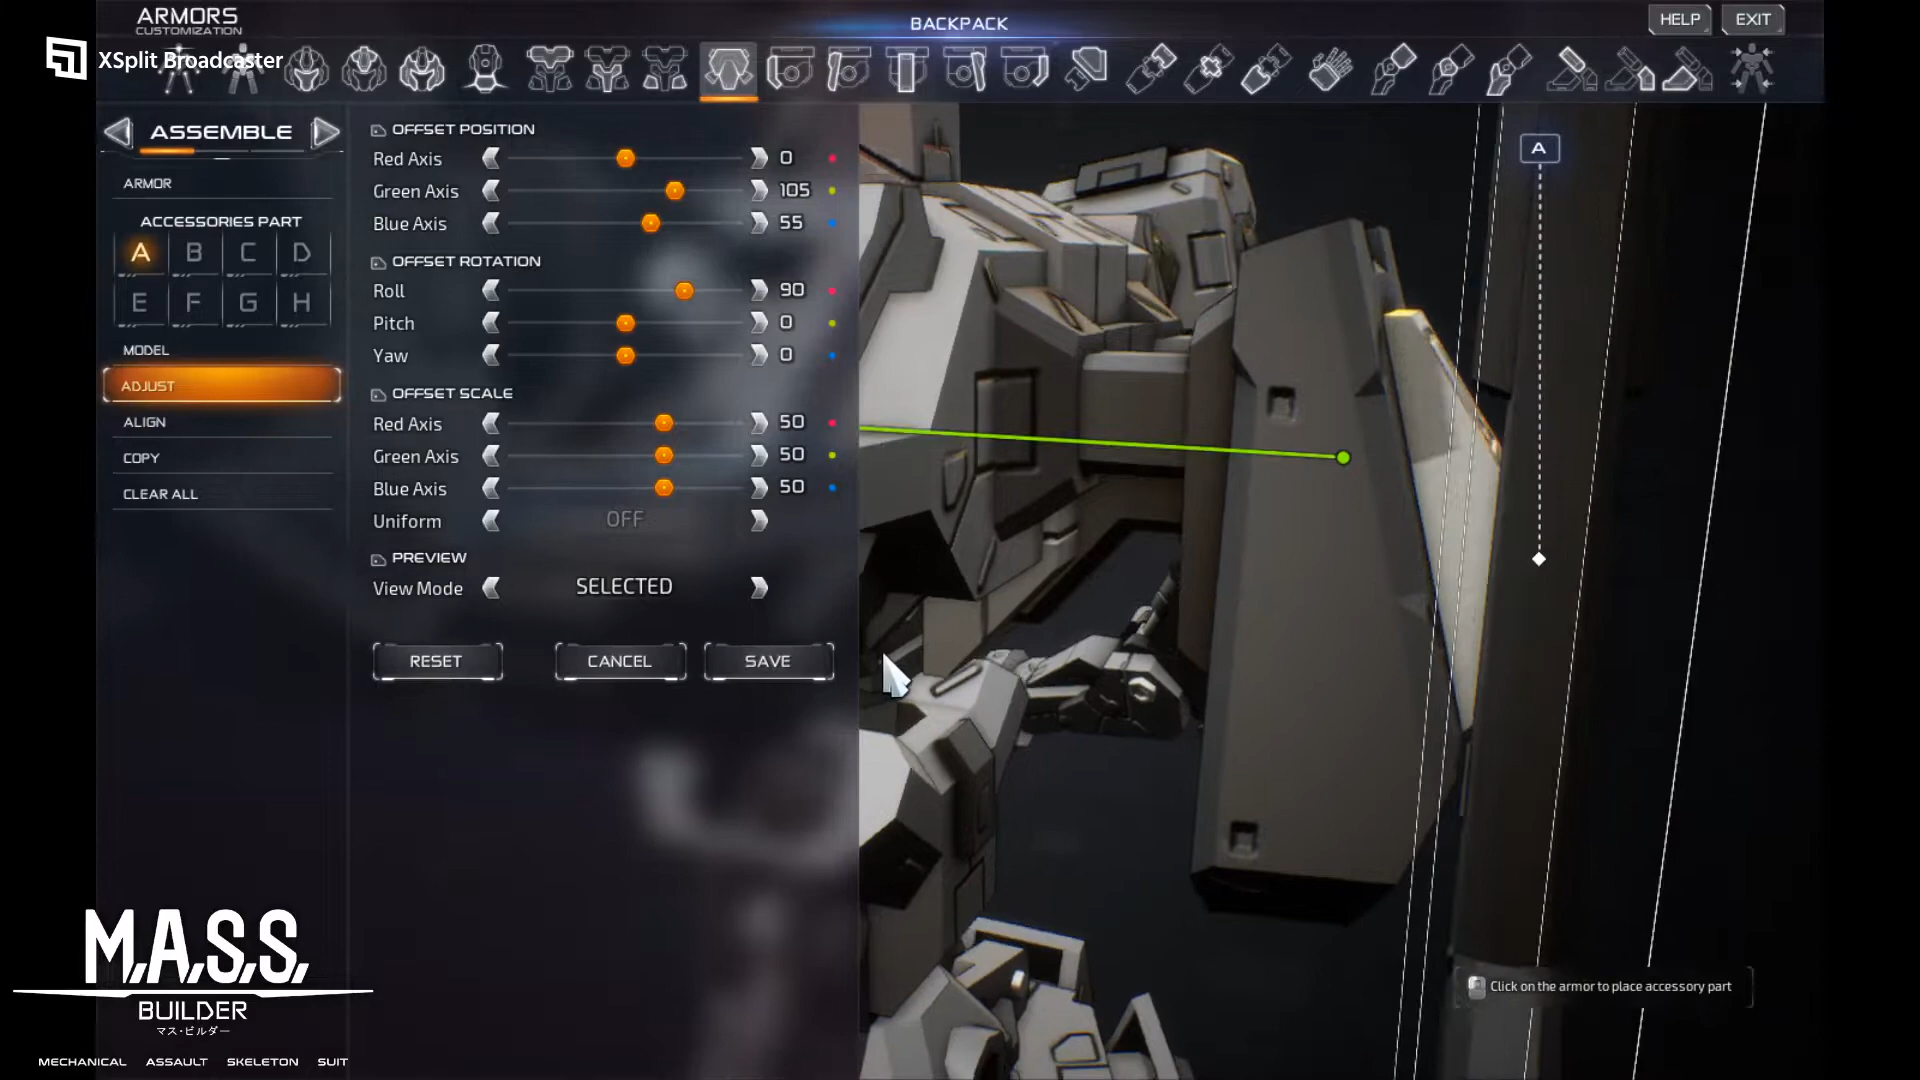 ARMORS
CUSTOMIZATION
BACKPACK
HELP
EXIT
XSplit Broadcaster
ASSEMBLE
ARMOR
ACCESSORIES PART
A
B
C
D
E
F
G
H
MODEL
ADJUST
ALIGN
COPY
CLEAR ALL
OFFSET POSITION
Red Axis 0
Green Axis 105
Blue Axis 55
OFFSET ROTATION
Roll 90
Pitch 0
Yaw 0
OFFSET SCALE
Red Axis 50
Green Axis 50
Blue Axis 50
Uniform OFF
PREVIEW
View Mode SELECTED
RESET
CANCEL
SAVE
A
Click on the armor to place accessory part
M.A.S.S.
BUILDER
マス・ビルダー
MECHANICAL ASSAULT SKELETON SUIT